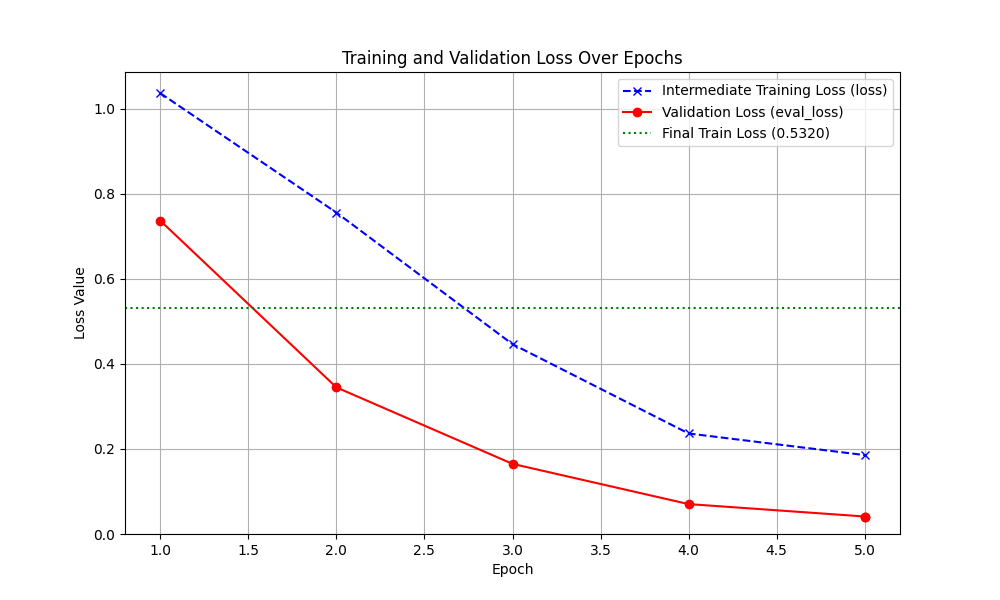 Training and Validation Loss Over Epochs
Intermediate Training Loss (loss)
Validation Loss (eval_loss)
Final Train Loss (0.5320)
Loss Value
1.0
0.8
0.6
0.4
0.2
0.0
1.0 1.5 2.0 2.5 3.0 3.5 4.0 4.5 5.0
Epoch